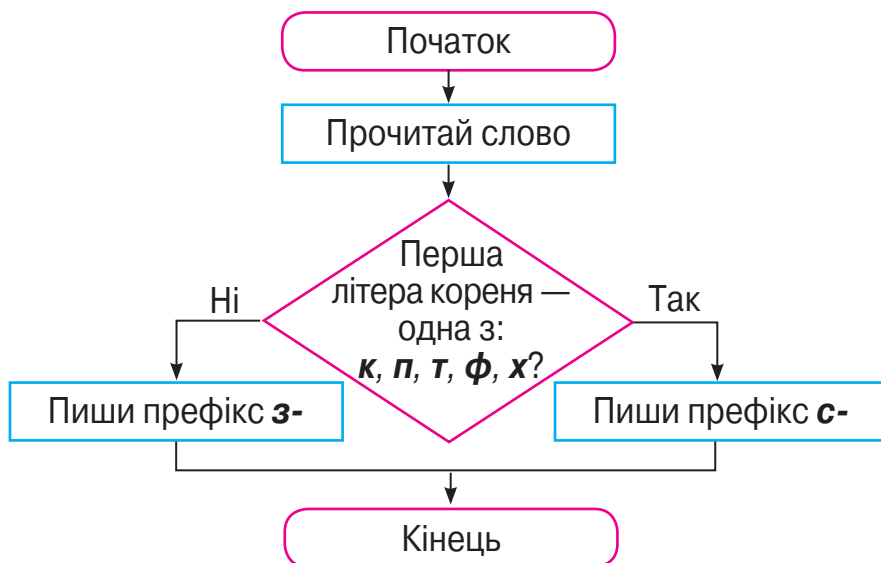 Початок
Прочитай слово
Перша
літера кореня —
одна з:
к, п, т, ф, х?
Ні
Так
Пиши префікс з-
Пиши префікс с-
Кінець